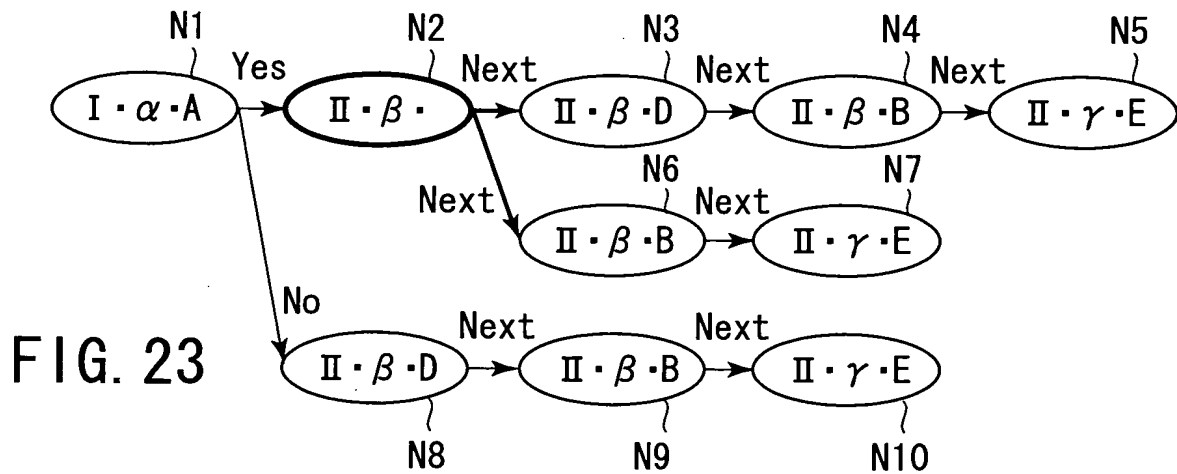 N1 N2 N3 N4 N5
Yes Next Next Next
I・α・A II・β・ II・β・D II・β・B II・γ・E
N6 N7
Next Next
II・β・B II・γ・E
No Next Next
FIG. 23 II・β・D II・β・B II・γ・E
N8 N9 N10